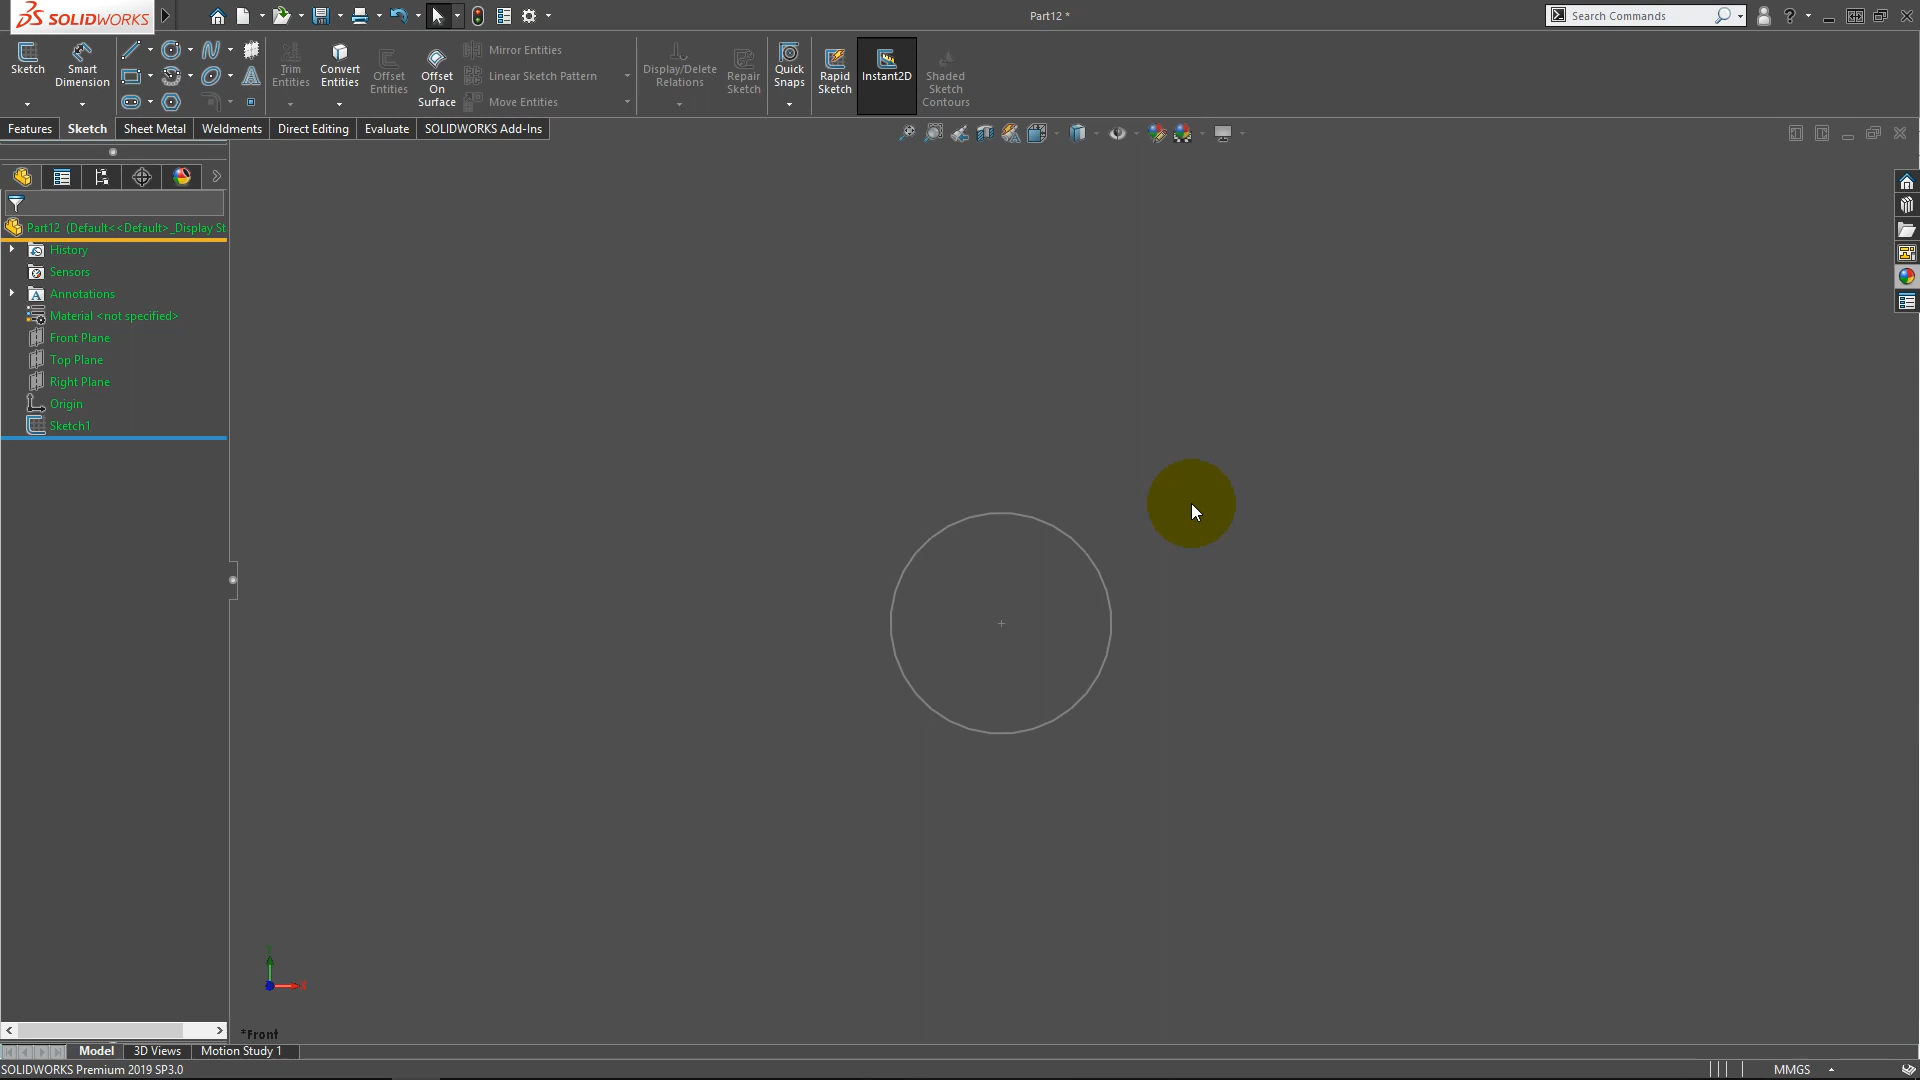 SOLIDWORKS
Part12 *
Search Commands
Sketch
Smart
Dimension
Trim
Entities
Convert
Entities
Offset
Entities
Offset
On
Surface
Mirror Entities
Linear Sketch Pattern
Move Entities
Display/Delete
Relations
Repair
Sketch
Quick
Snaps
Rapid
Sketch
Instant2D
Shaded
Sketch
Contours
Features
Sketch
Sheet Metal
Weldments
Direct Editing
Evaluate
SOLIDWORKS Add-Ins
Part12 (Default<<Default>_Display St
History
Sensors
Annotations
Material <not specified>
Front Plane
Top Plane
Right Plane
Origin
Sketch1
Y
X
*Front
Model
3D Views
Motion Study 1
SOLIDWORKS Premium 2019 SP3.0
MMGS